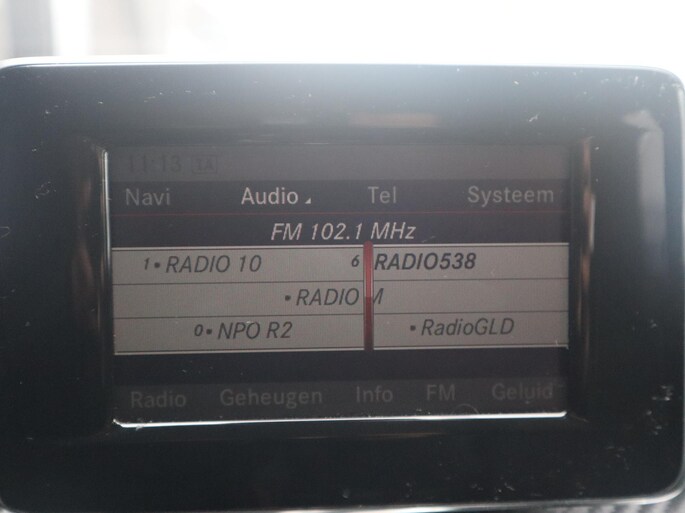 11:13 TA
Navi Audio Tel Systeem
FM 102.1 MHz
1• RADIO 10 6 RADIO538
• RADIO M
0• NPO R2 • RadioGLD
Radio Geheugen Info FM Geluid